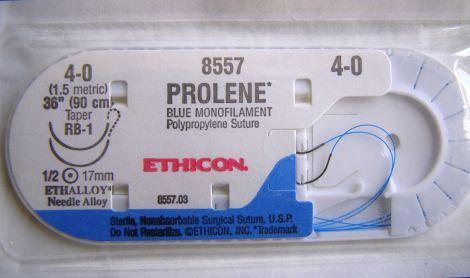 4-0
(1.5 metric)
36" (90 cm)
Taper
RB-1
1/2 17mm
ETHALLOY*
Needle Alloy
8557
PROLENE*
BLUE MONOFILAMENT
Polypropylene Suture
4-0
ETHICON.
8557.03
Sterile, Nonabsorbable Surgical Suture, U.S.P.
Do Not Resterilize. ©ETHICON, INC. *Trademark